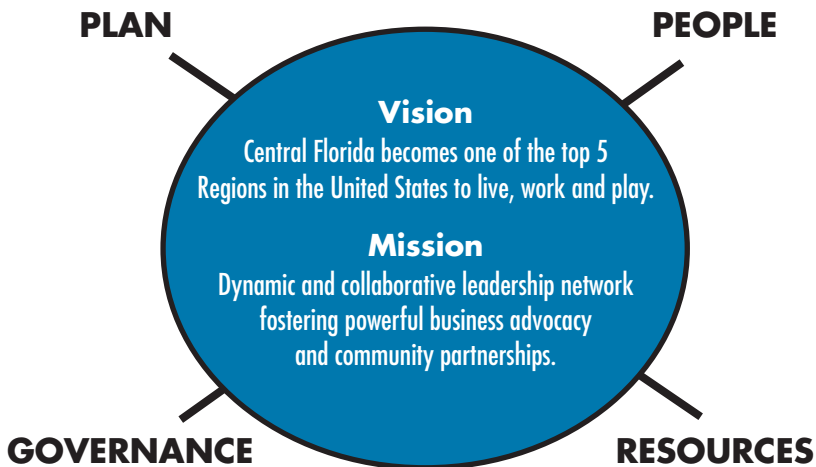 PLAN
PEOPLE
Vision
Central Florida becomes one of the top 5
Regions in the United States to live, work and play.
Mission
Dynamic and collaborative leadership network
fostering powerful business advocacy
and community partnerships.
GOVERNANCE
RESOURCES